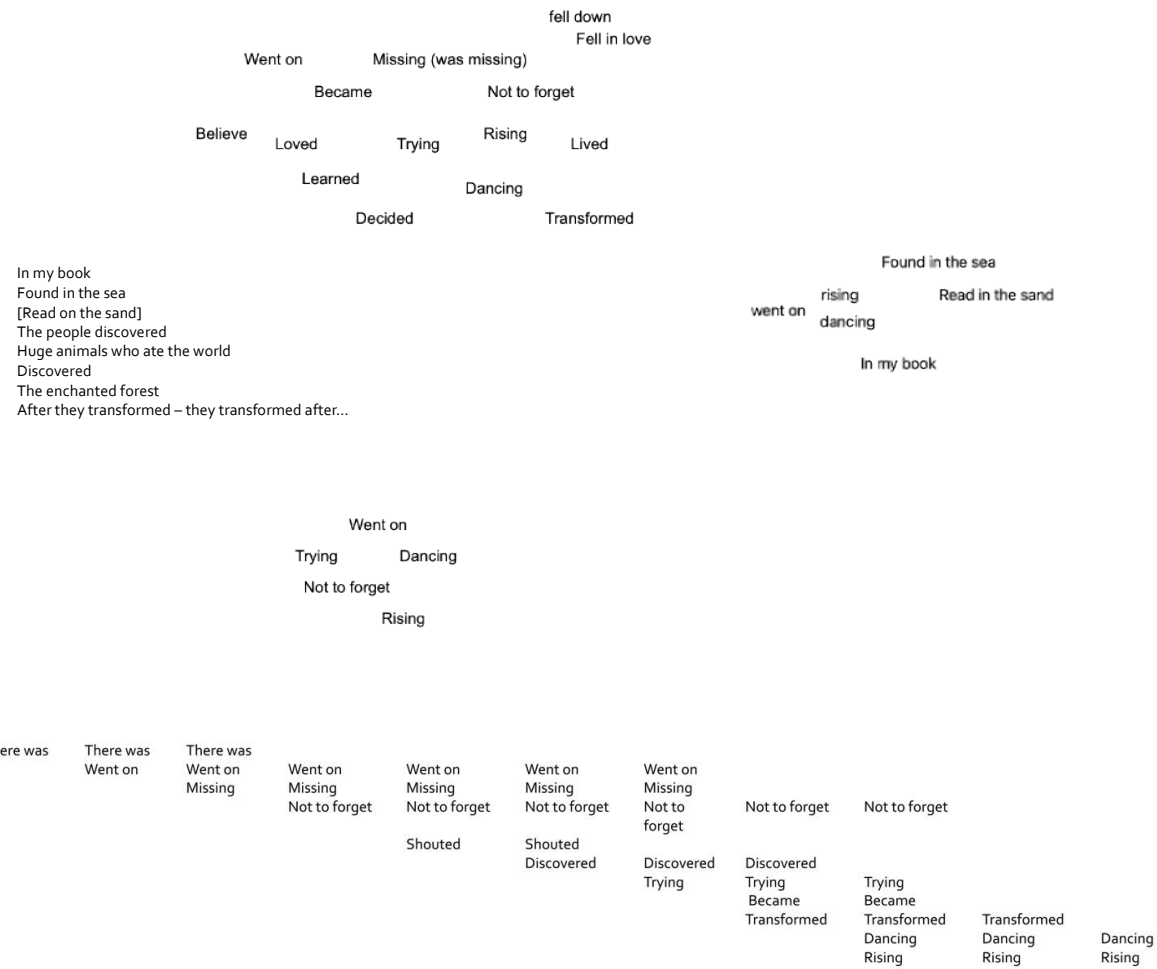 fell down
Fell in love
Went on Missing (was missing)
Became Not to forget
Believe Loved Trying Rising Lived
Learned Dancing
Decided Transformed
In my book
Found in the sea
[Read on the sand]
The people discovered
Huge animals who ate the world
Discovered
The enchanted forest
After they transformed – they transformed after...
Found in the sea
rising Read in the sand
went on
dancing
In my book
Went on
Trying Dancing
Not to forget
Rising
ere was There was There was
Went on Went on Went on Went on Went on Went on
Missing Missing Missing Missing Missing
Not to forget Not to forget Not to forget Not to Not to forget Not to forget
forget
Shouted Shouted
Discovered Discovered Discovered
Trying Trying Trying
Became Became
Transformed Transformed Transformed
Dancing Dancing Dancing
Rising Rising Rising